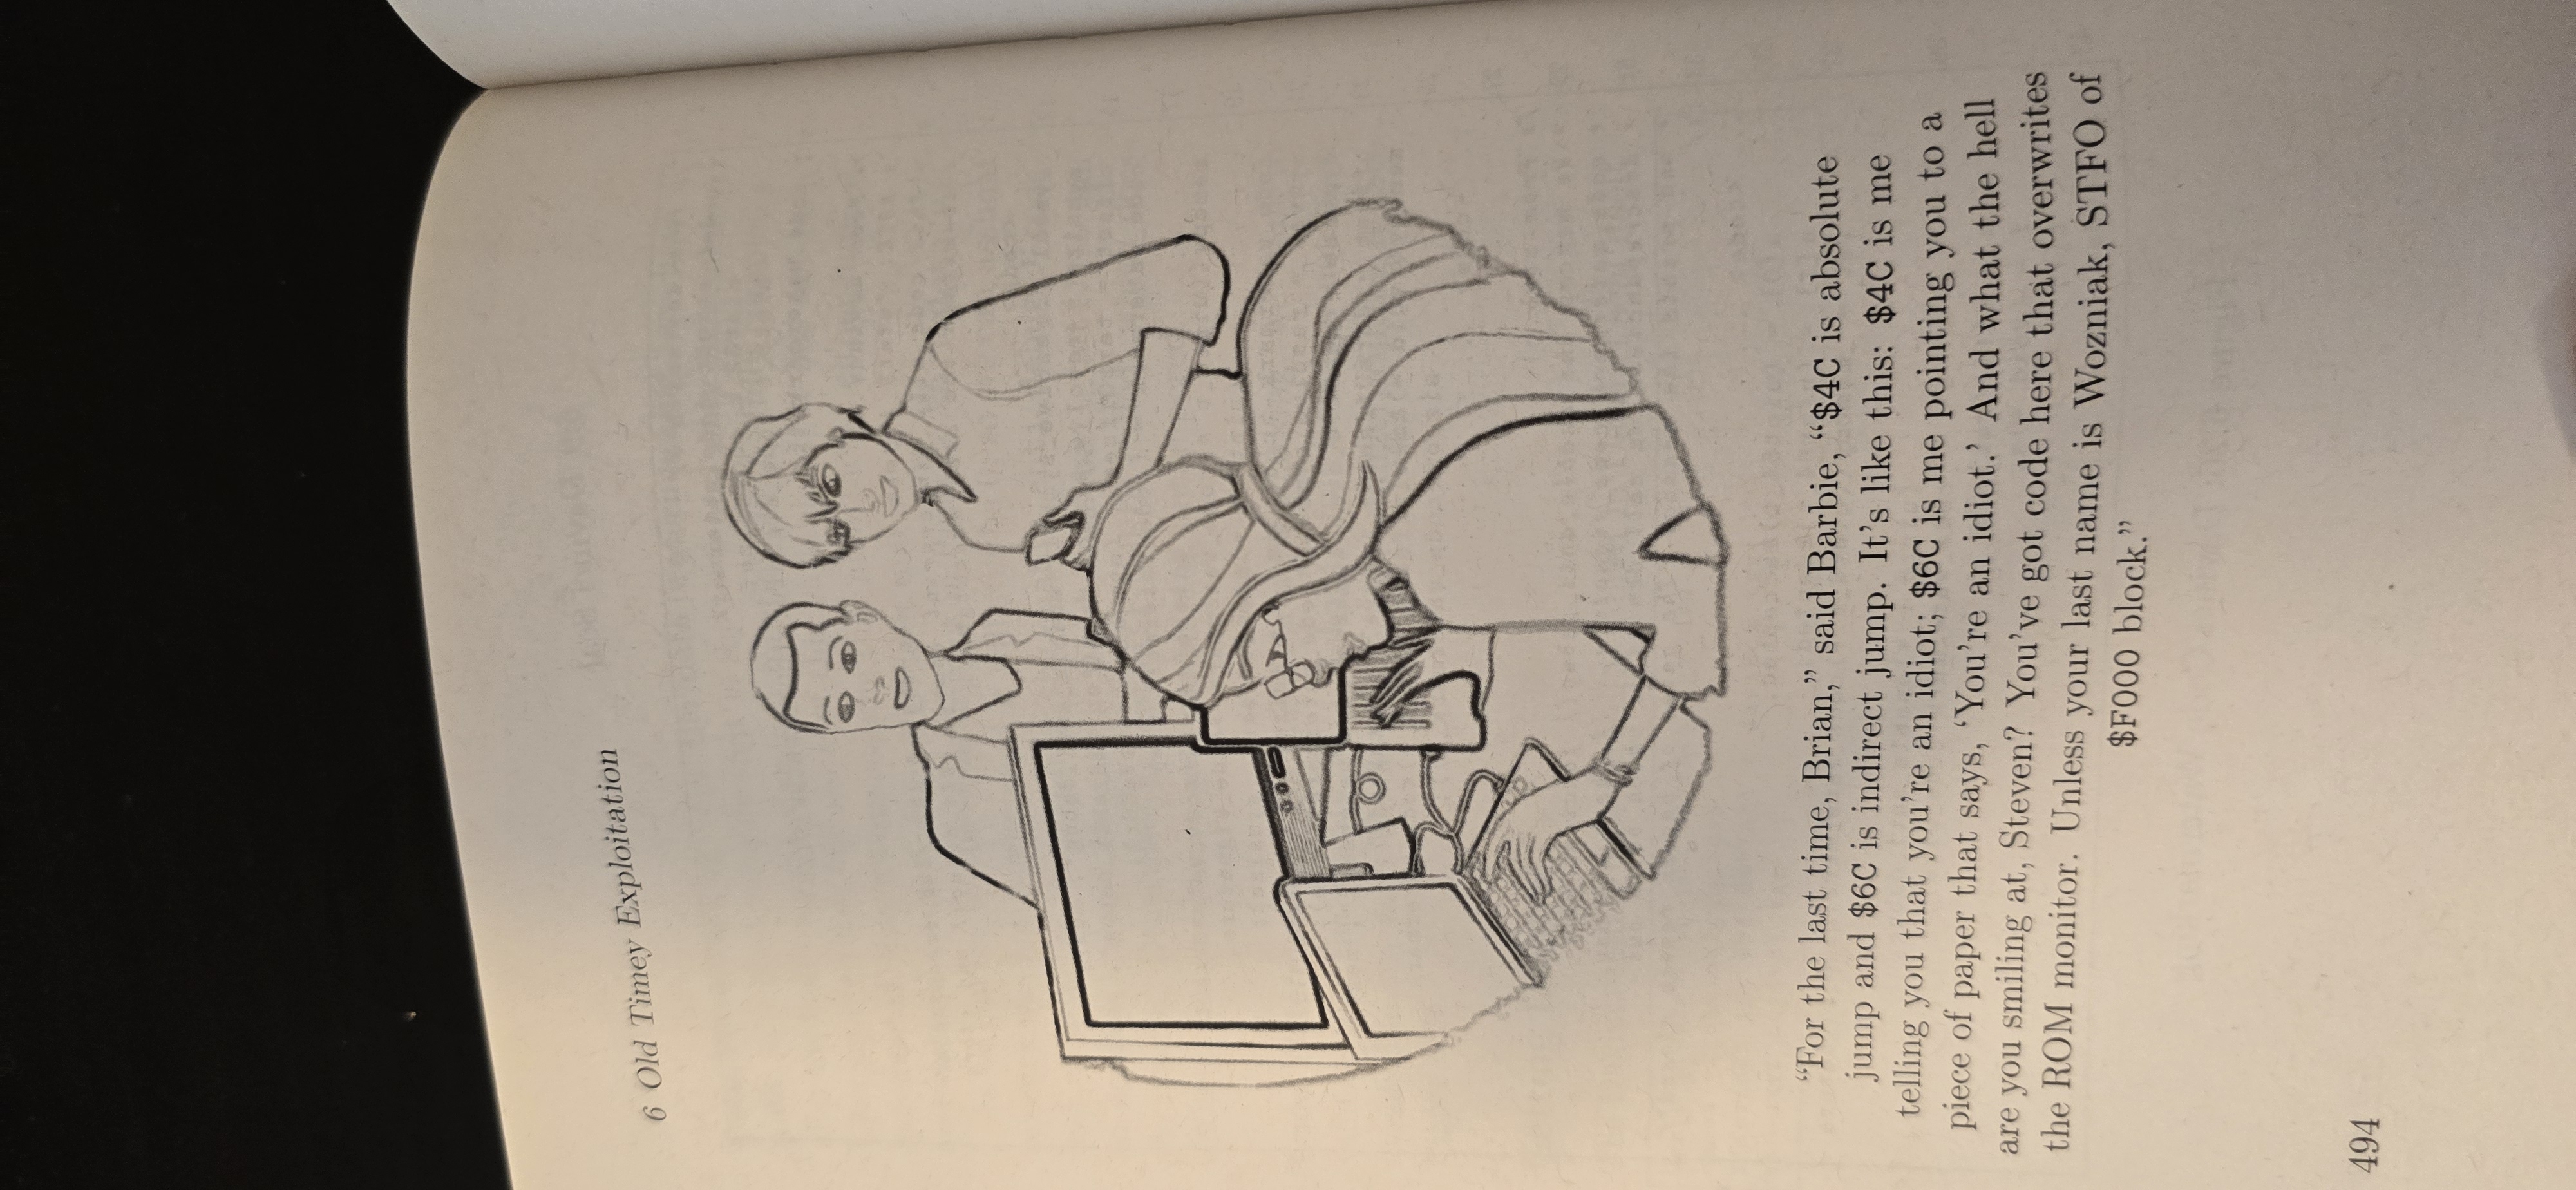 6 Old Timey Exploitation
“For the last time, Brian,” said Barbie, “$4C is absolute
jump and $6C is indirect jump. It’s like this: $4C is me
telling you that you’re an idiot; $6C is me pointing you to a
piece of paper that says, ‘You’re an idiot.’ And what the hell
are you smiling at, Steven? You’ve got code here that overwrites
the ROM monitor. Unless your last name is Wozniak, STFO of
$F000 block.”
494